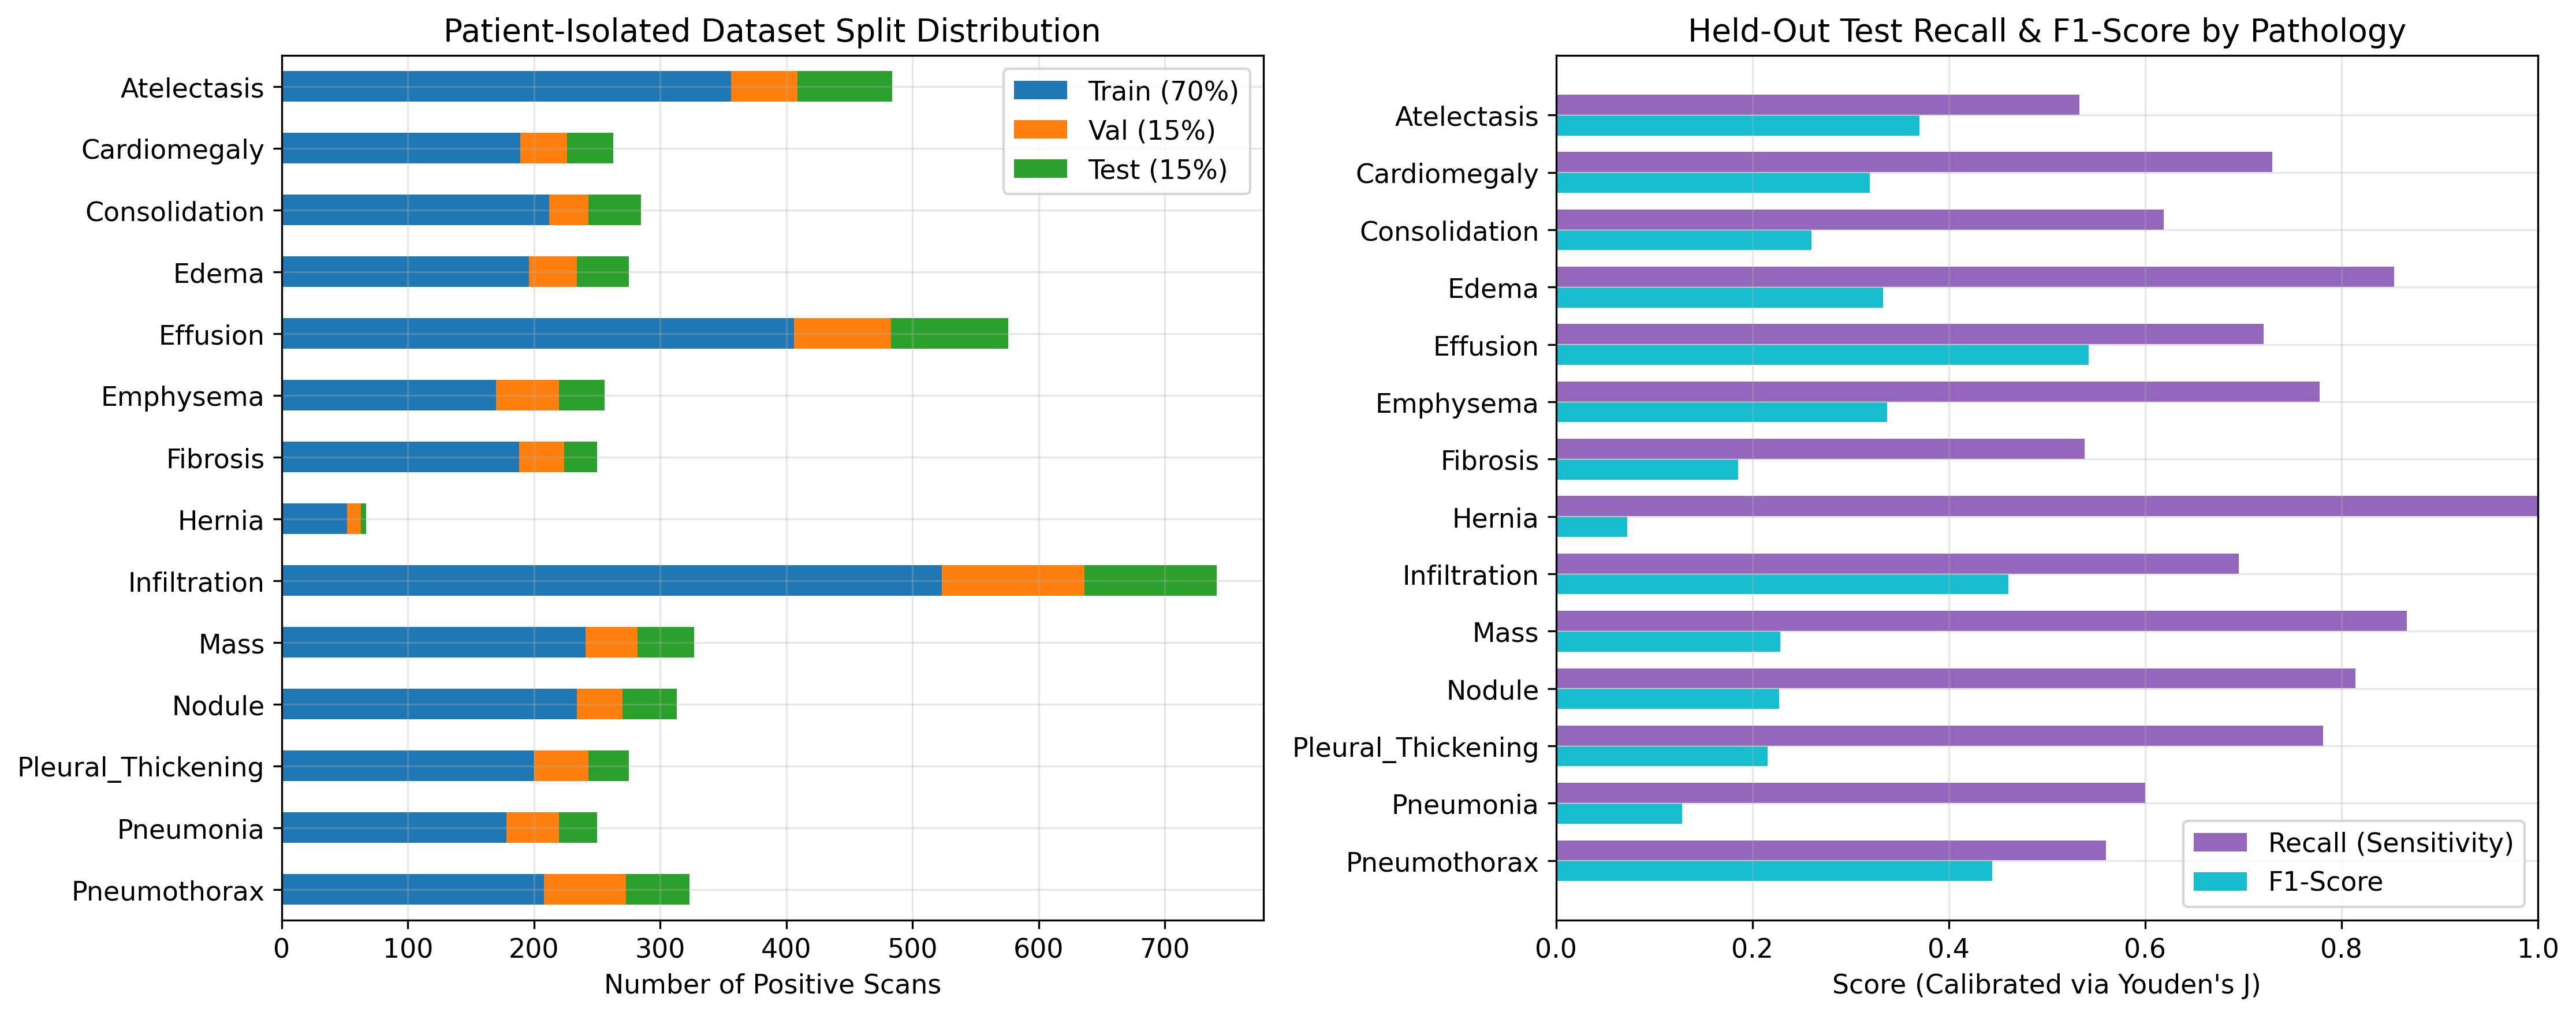 Patient-Isolated Dataset Split Distribution
Atelectasis
Cardiomegaly
Consolidation
Edema
Effusion
Emphysema
Fibrosis
Hernia
Infiltration
Mass
Nodule
Pleural_Thickening
Pneumonia
Pneumothorax
Train (70%)
Val (15%)
Test (15%)
0 100 200 300 400 500 600 700
Number of Positive Scans
Held-Out Test Recall & F1-Score by Pathology
Atelectasis
Cardiomegaly
Consolidation
Edema
Effusion
Emphysema
Fibrosis
Hernia
Infiltration
Mass
Nodule
Pleural_Thickening
Pneumonia
Pneumothorax
Recall (Sensitivity)
F1-Score
0.0 0.2 0.4 0.6 0.8 1.0
Score (Calibrated via Youden's J)